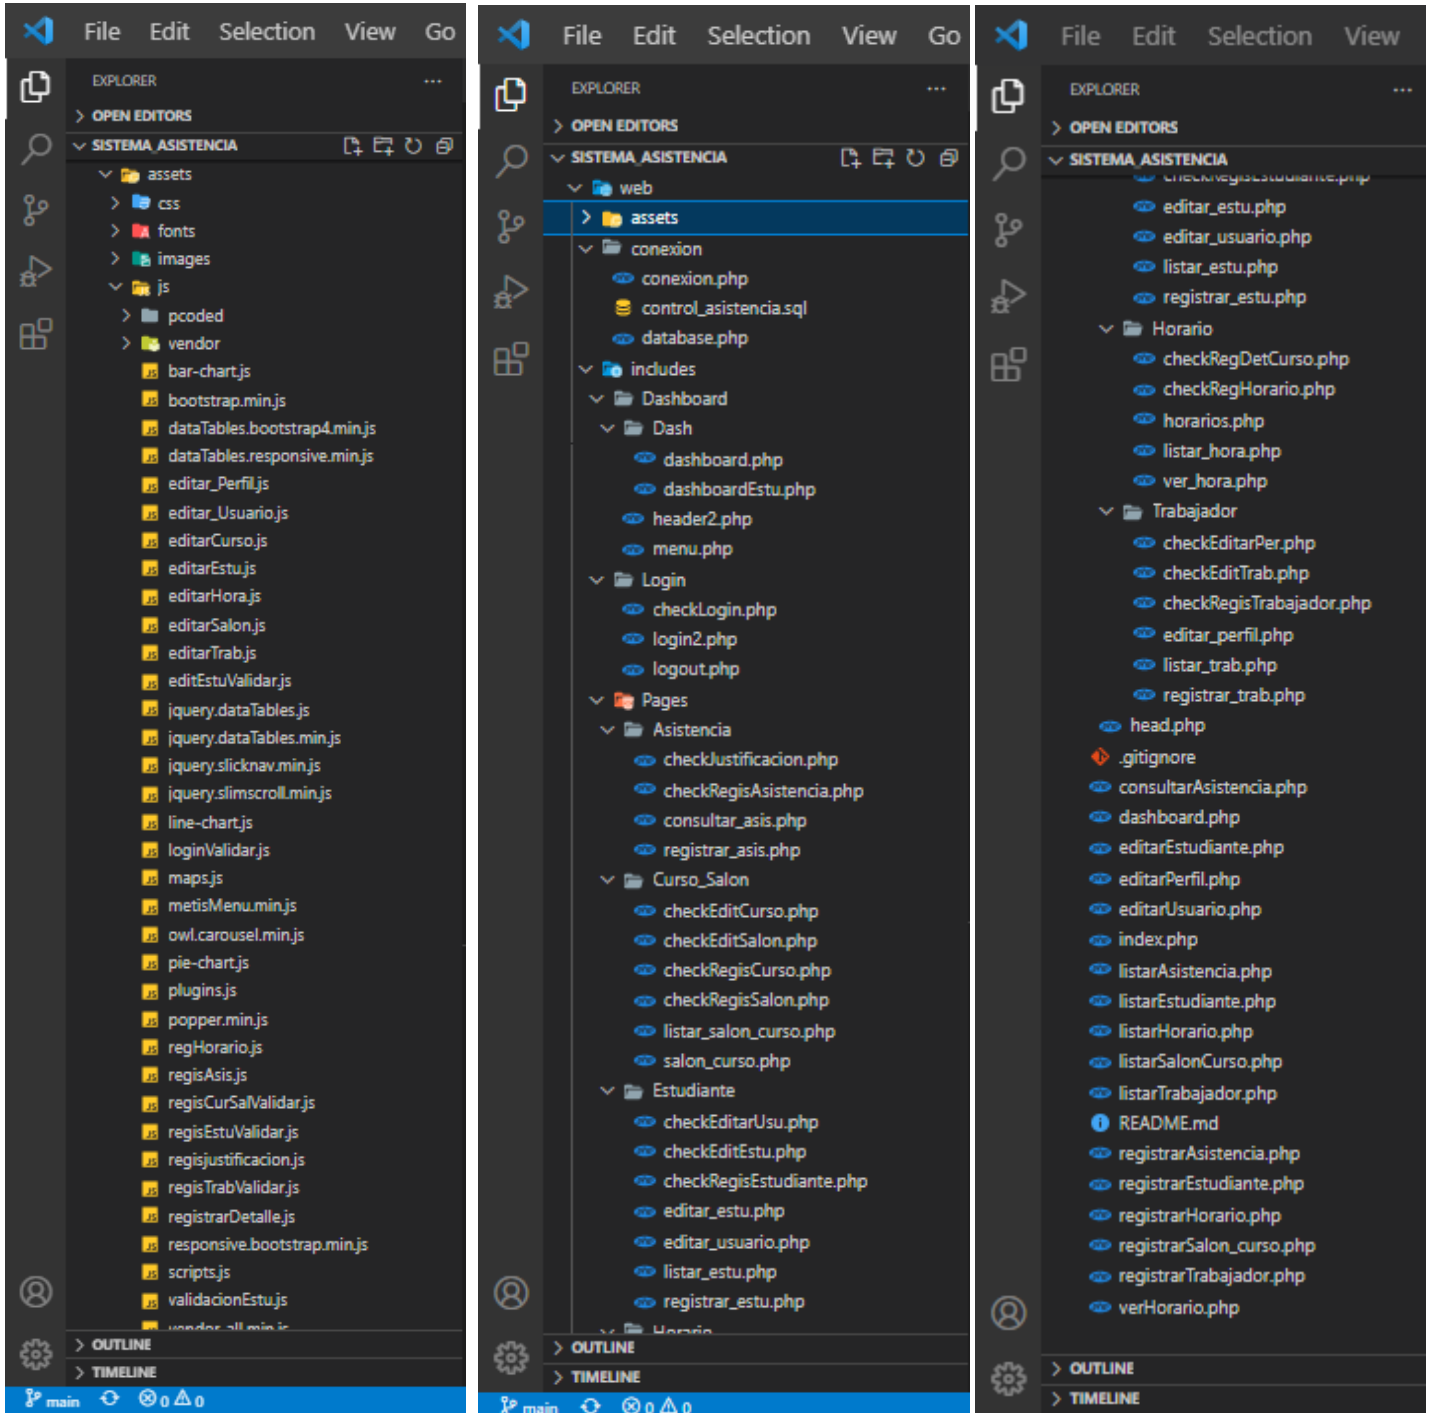 File Edit Selection View Go
EXPLORER
OPEN EDITORS
SISTEMA_ASISTENCIA
assets
css
fonts
images
js
pcoded
vendor
bar-chart.js
bootstrap.min.js
dataTables.bootstrap4.min.js
dataTables.responsive.min.js
editar_Perfil.js
editar_Usuario.js
editarCurso.js
editarEstu.js
editarHora.js
editarSalon.js
editarTrab.js
editEstuValidar.js
jquery.dataTables.js
jquery.dataTables.min.js
jquery.slicknav.min.js
jquery.slimscroll.min.js
line-chart.js
loginValidar.js
maps.js
metisMenu.min.js
owl.carousel.min.js
pie-chart.js
plugins.js
popper.min.js
regHorario.js
regisAsis.js
regisCurSalValidar.js
regisEstuValidar.js
regisjustificacion.js
regisTrabValidar.js
registrarDetalle.js
responsive.bootstrap.min.js
scripts.js
validacionEstu.js
vendor-all.min.js
OUTLINE
TIMELINE
main 0 0
File Edit Selection View Go
EXPLORER
OPEN EDITORS
SISTEMA_ASISTENCIA
web
assets
conexion
conexion.php
control_asistencia.sql
database.php
includes
Dashboard
Dash
dashboard.php
dashboardEstu.php
header2.php
menu.php
Login
checkLogin.php
login2.php
logout.php
Pages
Asistencia
checkJustificacion.php
checkRegisAsistencia.php
consultar_asis.php
registrar_asis.php
Curso_Salon
checkEditCurso.php
checkEditSalon.php
checkRegisCurso.php
checkRegisSalon.php
listar_salon_curso.php
salon_curso.php
Estudiante
checkEditarUsu.php
checkEditEstu.php
checkRegisEstudiante.php
editar_estu.php
editar_usuario.php
listar_estu.php
registrar_estu.php
Horario
OUTLINE
TIMELINE
main 0 0
File Edit Selection View
EXPLORER
OPEN EDITORS
SISTEMA_ASISTENCIA
checkRegisEstudiante.php
editar_estu.php
editar_usuario.php
listar_estu.php
registrar_estu.php
Horario
checkRegDetCurso.php
checkRegHorario.php
horarios.php
listar_hora.php
ver_hora.php
Trabajador
checkEditarPer.php
checkEditTrab.php
checkRegisTrabajador.php
editar_perfil.php
listar_trab.php
registrar_trab.php
head.php
.gitignore
consultarAsistencia.php
dashboard.php
editarEstudiante.php
editarPerfil.php
editarUsuario.php
index.php
listarAsistencia.php
listarEstudiante.php
listarHorario.php
listarSalonCurso.php
listarTrabajador.php
README.md
registrarAsistencia.php
registrarEstudiante.php
registrarHorario.php
registrarSalon_curso.php
registrarTrabajador.php
verHorario.php
OUTLINE
TIMELINE